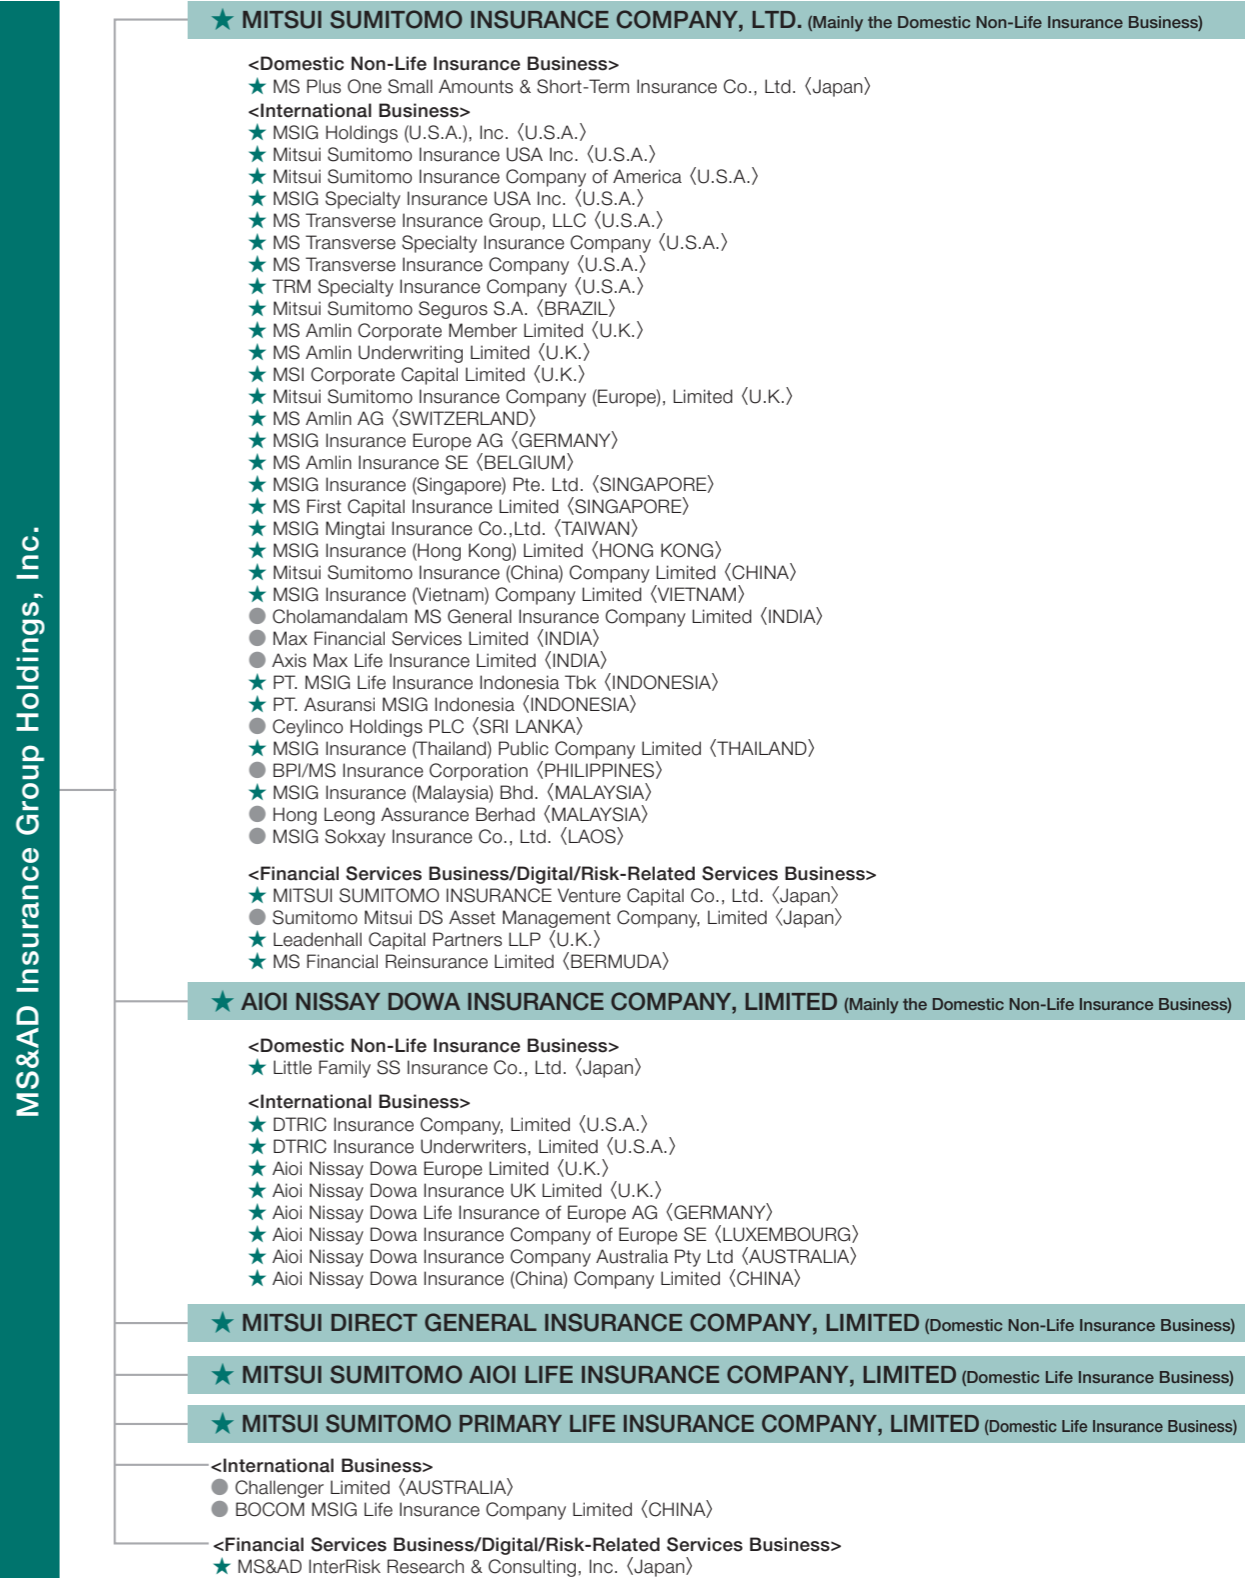 MS&AD Insurance Group Holdings, Inc.
★ MITSUI SUMITOMO INSURANCE COMPANY, LTD. (Mainly the Domestic Non-Life Insurance Business)
<Domestic Non-Life Insurance Business>
★ MS Plus One Small Amounts & Short-Term Insurance Co., Ltd. 〈Japan〉
<International Business>
★ MSIG Holdings (U.S.A.), Inc. 〈U.S.A.〉
★ Mitsui Sumitomo Insurance USA Inc. 〈U.S.A.〉
★ Mitsui Sumitomo Insurance Company of America 〈U.S.A.〉
★ MSIG Specialty Insurance USA Inc. 〈U.S.A.〉
★ MS Transverse Insurance Group, LLC 〈U.S.A.〉
★ MS Transverse Specialty Insurance Company 〈U.S.A.〉
★ MS Transverse Insurance Company 〈U.S.A.〉
★ TRM Specialty Insurance Company 〈U.S.A.〉
★ Mitsui Sumitomo Seguros S.A. 〈BRAZIL〉
★ MS Amlin Corporate Member Limited 〈U.K.〉
★ MS Amlin Underwriting Limited 〈U.K.〉
★ MSI Corporate Capital Limited 〈U.K.〉
★ Mitsui Sumitomo Insurance Company (Europe), Limited 〈U.K.〉
★ MS Amlin AG 〈SWITZERLAND〉
★ MSIG Insurance Europe AG 〈GERMANY〉
★ MS Amlin Insurance SE 〈BELGIUM〉
★ MSIG Insurance (Singapore) Pte. Ltd. 〈SINGAPORE〉
★ MS First Capital Insurance Limited 〈SINGAPORE〉
★ MSIG Mingtai Insurance Co.,Ltd. 〈TAIWAN〉
★ MSIG Insurance (Hong Kong) Limited 〈HONG KONG〉
★ Mitsui Sumitomo Insurance (China) Company Limited 〈CHINA〉
★ MSIG Insurance (Vietnam) Company Limited 〈VIETNAM〉
● Cholamandalam MS General Insurance Company Limited 〈INDIA〉
● Max Financial Services Limited 〈INDIA〉
● Axis Max Life Insurance Limited 〈INDIA〉
★ PT. MSIG Life Insurance Indonesia Tbk 〈INDONESIA〉
★ PT. Asuransi MSIG Indonesia 〈INDONESIA〉
● Ceylinco Holdings PLC 〈SRI LANKA〉
★ MSIG Insurance (Thailand) Public Company Limited 〈THAILAND〉
● BPI/MS Insurance Corporation 〈PHILIPPINES〉
★ MSIG Insurance (Malaysia) Bhd. 〈MALAYSIA〉
● Hong Leong Assurance Berhad 〈MALAYSIA〉
● MSIG Sokxay Insurance Co., Ltd. 〈LAOS〉
<Financial Services Business/Digital/Risk-Related Services Business>
★ MITSUI SUMITOMO INSURANCE Venture Capital Co., Ltd. 〈Japan〉
● Sumitomo Mitsui DS Asset Management Company, Limited 〈Japan〉
★ Leadenhall Capital Partners LLP 〈U.K.〉
★ MS Financial Reinsurance Limited 〈BERMUDA〉
★ AIOI NISSAY DOWA INSURANCE COMPANY, LIMITED (Mainly the Domestic Non-Life Insurance Business)
<Domestic Non-Life Insurance Business>
★ Little Family SS Insurance Co., Ltd. 〈Japan〉
<International Business>
★ DTRIC Insurance Company, Limited 〈U.S.A.〉
★ DTRIC Insurance Underwriters, Limited 〈U.S.A.〉
★ Aioi Nissay Dowa Europe Limited 〈U.K.〉
★ Aioi Nissay Dowa Insurance UK Limited 〈U.K.〉
★ Aioi Nissay Dowa Life Insurance of Europe AG 〈GERMANY〉
★ Aioi Nissay Dowa Insurance Company of Europe SE 〈LUXEMBOURG〉
★ Aioi Nissay Dowa Insurance Company Australia Pty Ltd 〈AUSTRALIA〉
★ Aioi Nissay Dowa Insurance (China) Company Limited 〈CHINA〉
★ MITSUI DIRECT GENERAL INSURANCE COMPANY, LIMITED (Domestic Non-Life Insurance Business)
★ MITSUI SUMITOMO AIOI LIFE INSURANCE COMPANY, LIMITED (Domestic Life Insurance Business)
★ MITSUI SUMITOMO PRIMARY LIFE INSURANCE COMPANY, LIMITED (Domestic Life Insurance Business)
<International Business>
● Challenger Limited 〈AUSTRALIA〉
● BOCOM MSIG Life Insurance Company Limited 〈CHINA〉
<Financial Services Business/Digital/Risk-Related Services Business>
★ MS&AD InterRisk Research & Consulting, Inc. 〈Japan〉